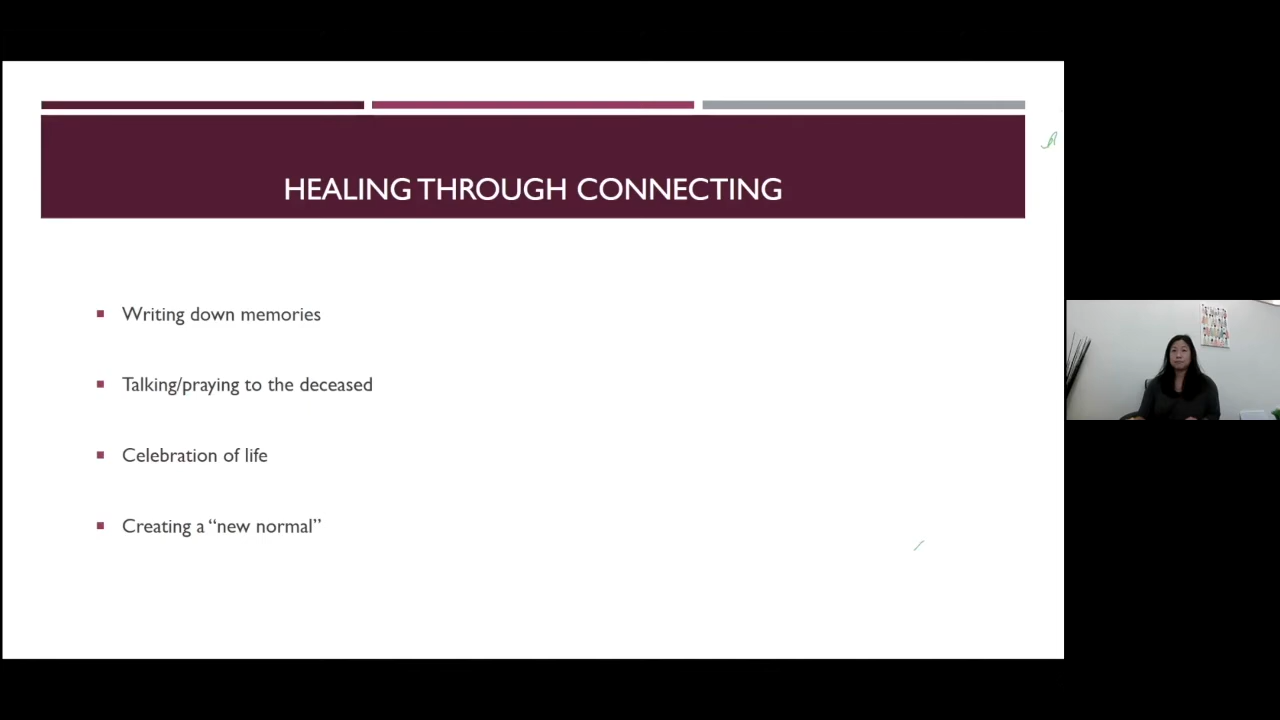 HEALING THROUGH CONNECTING
Writing down memories
Talking/praying to the deceased
Celebration of life
Creating a “new normal”